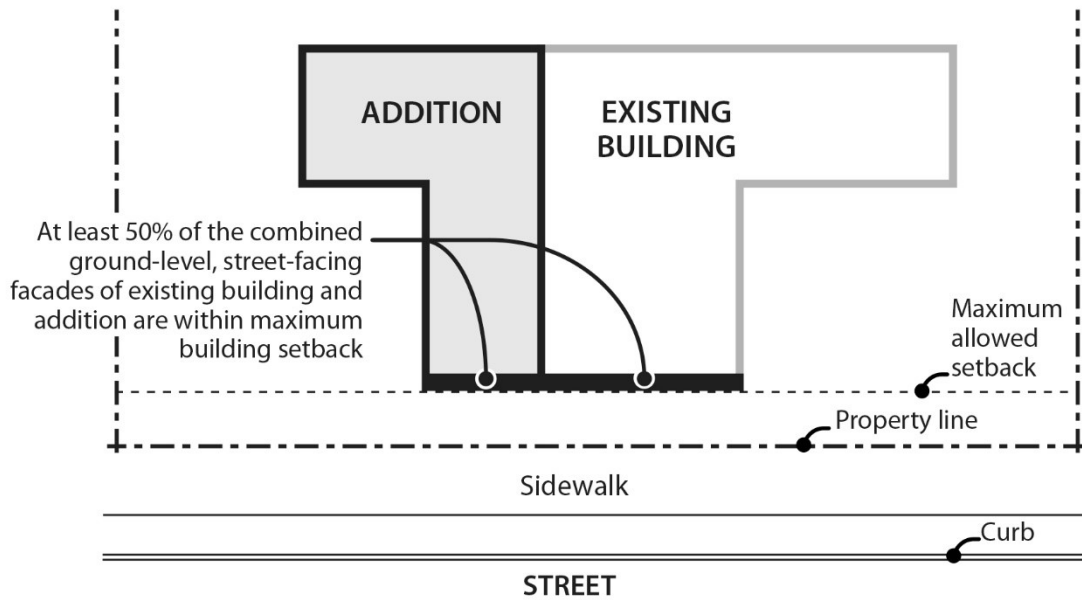 ADDITION
EXISTING
BUILDING
At least 50% of the combined
ground-level, street-facing
facades of existing building and
addition are within maximum
building setback
Maximum
allowed
setback
Property line
Sidewalk
Curb
STREET